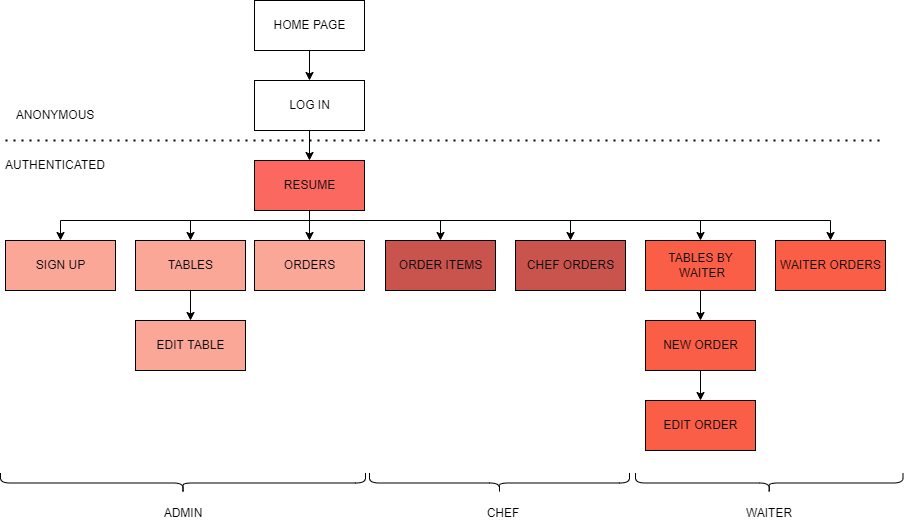 HOME PAGE
LOG IN
ANONYMOUS
AUTHENTICATED
RESUME
SIGN UP
TABLES
ORDERS
ORDER ITEMS
CHEF ORDERS
TABLES BY
WAITER
WAITER ORDERS
EDIT TABLE
NEW ORDER
EDIT ORDER
ADMIN
CHEF
WAITER